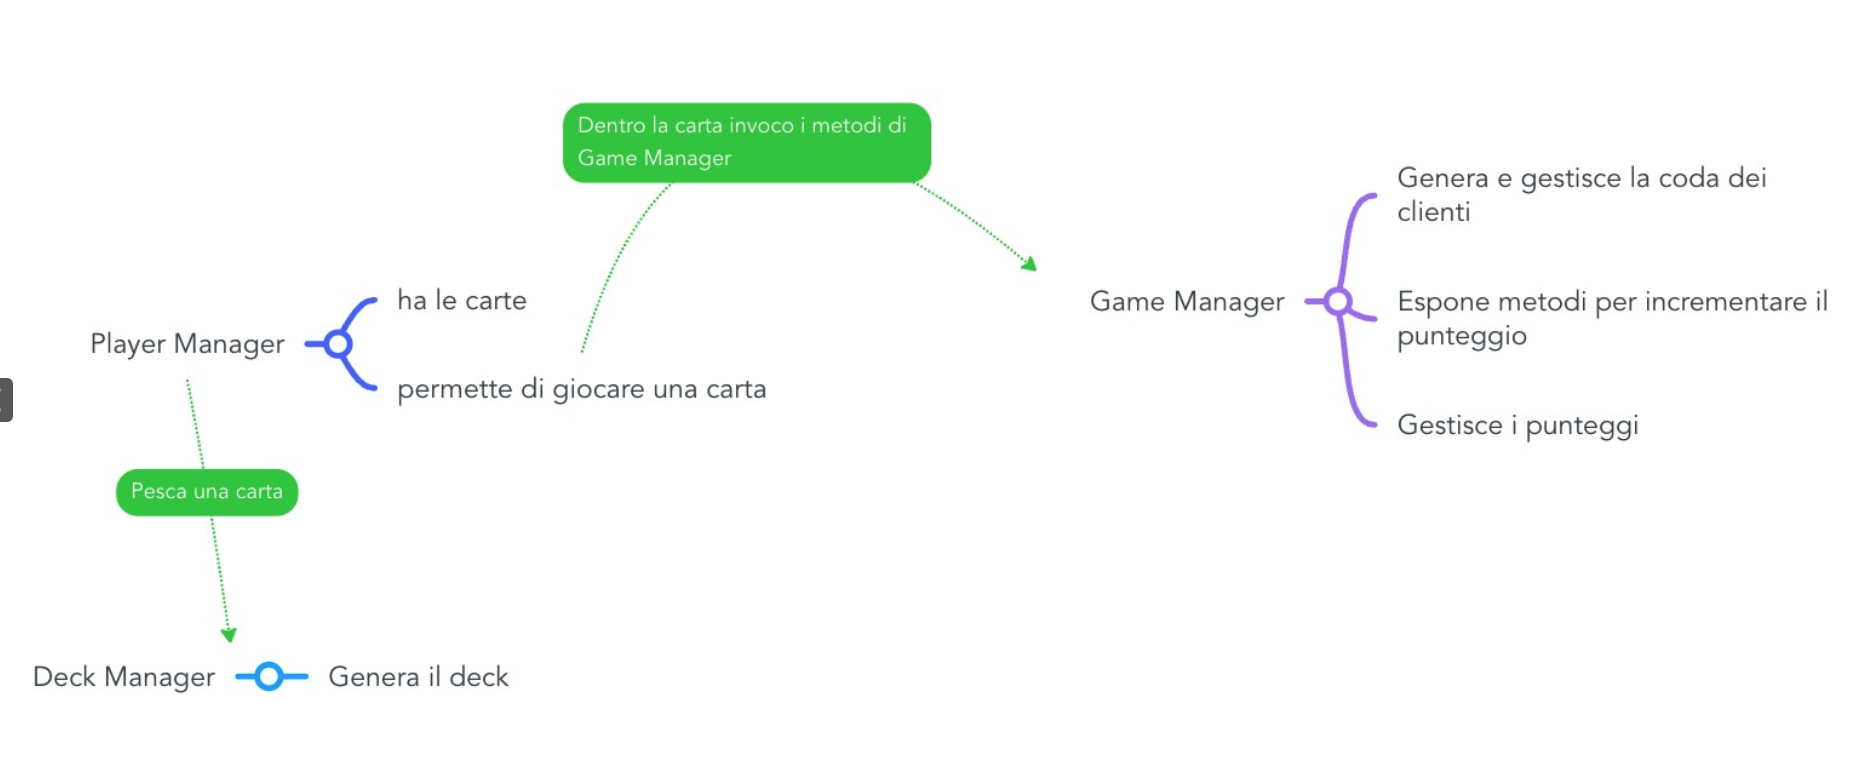 Dentro la carta invoco i metodi di
Game Manager
Genera e gestisce la coda dei
clienti
ha le carte
Game Manager
Espone metodi per incrementare il
punteggio
Player Manager
permette di giocare una carta
Gestisce i punteggi
Pesca una carta
Deck Manager
Genera il deck